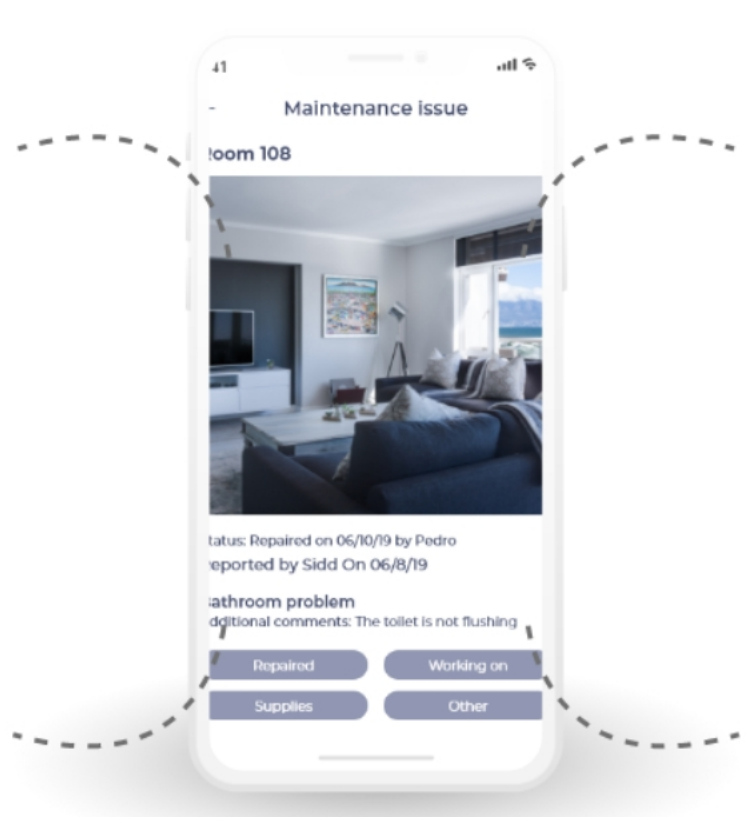 41
Maintenance issue
oom 108
tatus: Repaired on 06/10/19 by Pedro
eported by Sidd On 06/8/19
athroom problem
dditional comments: The toilet is not flushing
Repaired Working on
Supplies Other